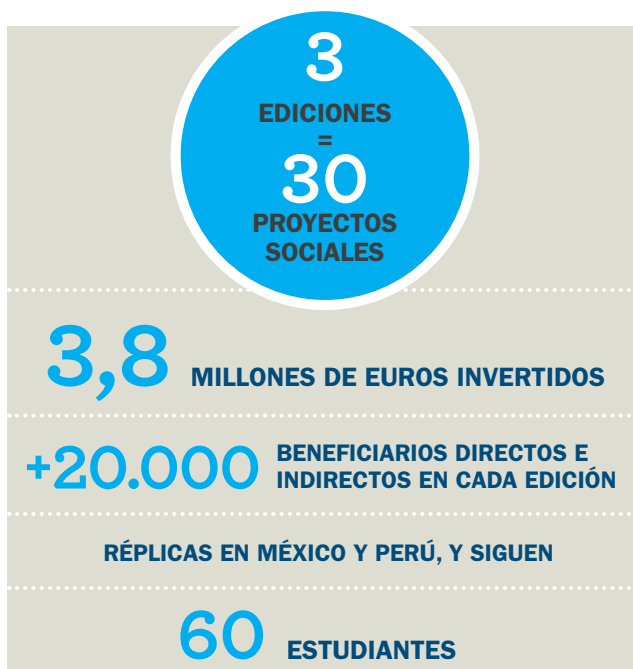 3
EDICIONES
=
30
PROYECTOS
SOCIALES
3,8 MILLONES DE EUROS INVERTIDOS
+20.000 BENEFICIARIOS DIRECTOS E
INDIRECTOS EN CADA EDICIÓN
RÉPLICAS EN MÉXICO Y PERÚ, Y SIGUEN
60 ESTUDIANTES